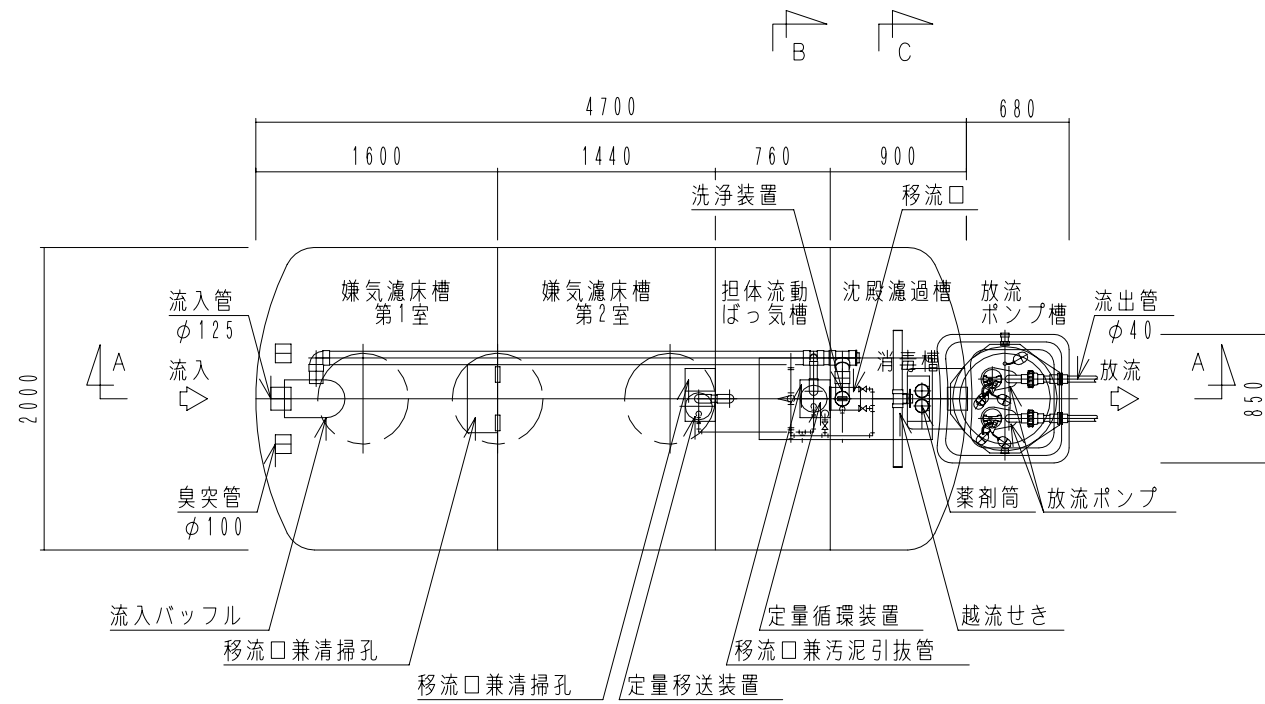 B
C
4700
680
1600
1440
760
900
洗浄装置
移流口
嫌気濾床槽
第1室
嫌気濾床槽
第2室
担体流動
ばっ気槽
沈殿濾過槽
放流
ポンプ槽
流入管
φ125
流出管
φ40
A
流入
消毒槽
放流
A
2000
850
臭突管
φ100
薬剤筒
放流ポンプ
流入バッフル
定量循環装置
越流せき
移流口兼清掃孔
移流口兼汚泥引抜管
移流口兼清掃孔
定量移送装置